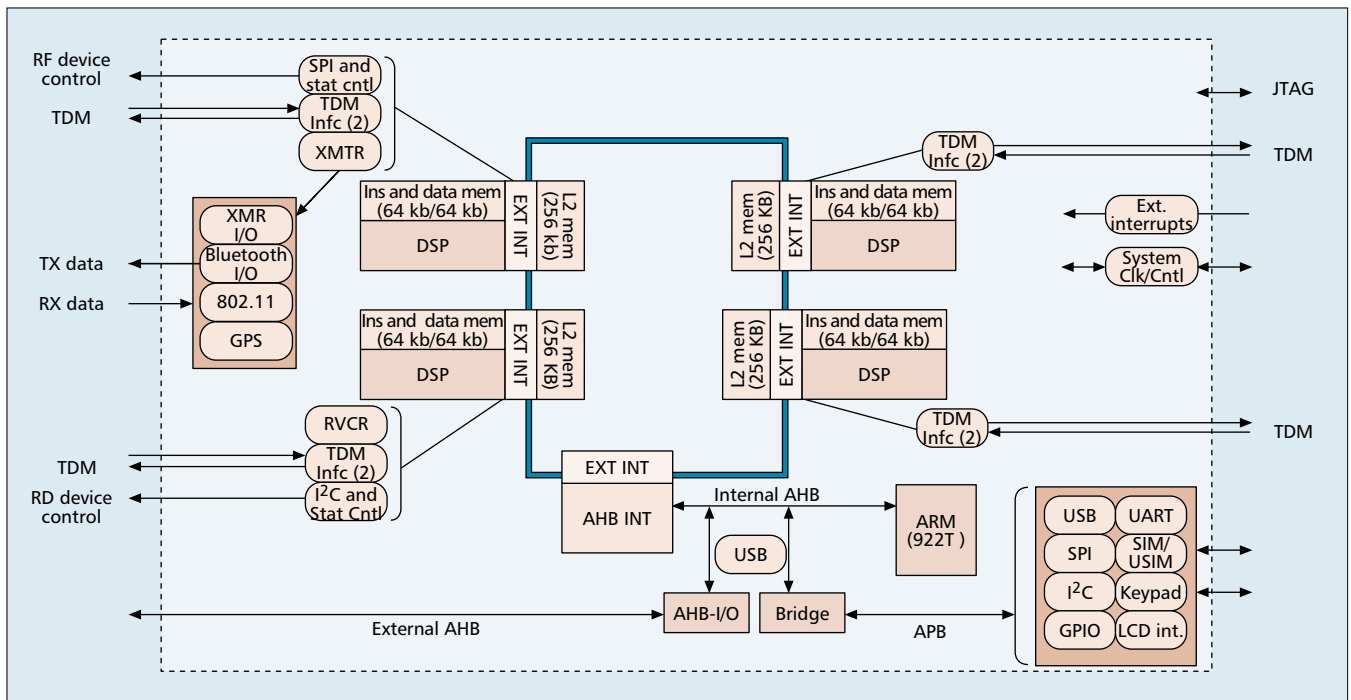 RF device
control
TDM
TX data
RX data
TDM
RD device
control
SPI and
stat cntl
TDM
Infc (2)
XMTR
XMR
I/O
Bluetooth
I/O
802.11
GPS
RVCR
TDM
Infc (2)
I²C and
Stat Cntl
Ins and data mem
(64 kb/64 kb)
DSP
EXT INT
L2 mem
(256 kb)
Ins and data mem
(64 kb/64 kb)
DSP
EXT INT
L2 mem
(256 KB)
L2 mem
(256 KB)
EXT INT
Ins and data mem
(64 kb/64 kb)
DSP
L2 mem
(256 KB)
EXT INT
Ins and data mem
(64 kb/64 kb)
DSP
TDM
Infc (2)
TDM
Infc (2)
JTAG
TDM
Ext.
interrupts
System
Clk/Cntl
TDM
EXT INT
AHB INT
Internal AHB
USB
ARM
(922T )
AHB-I/O
Bridge
External AHB
APB
USB
UART
SPI
SIM/
USIM
I²C
Keypad
GPIO
LCD int.